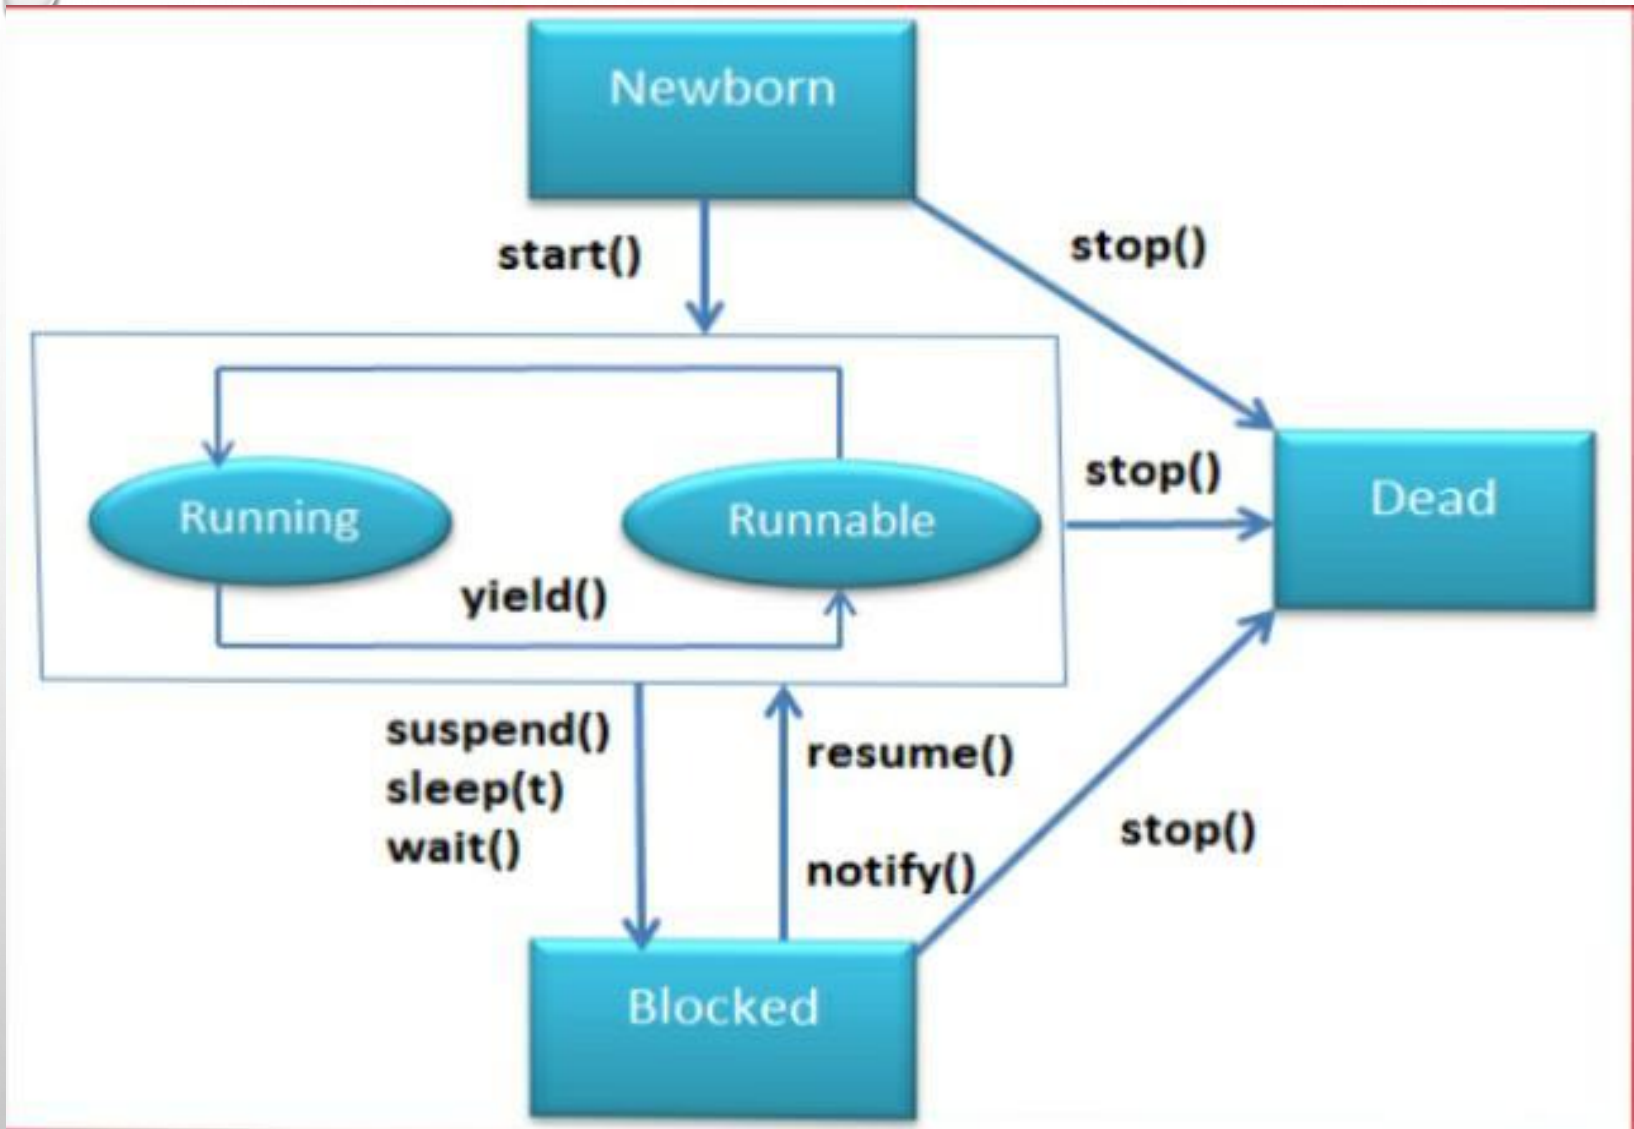 Newborn
start()
stop()
Running
Runnable
yield()
stop()
Dead
suspend()
sleep(t)
wait()
resume()
notify()
stop()
Blocked